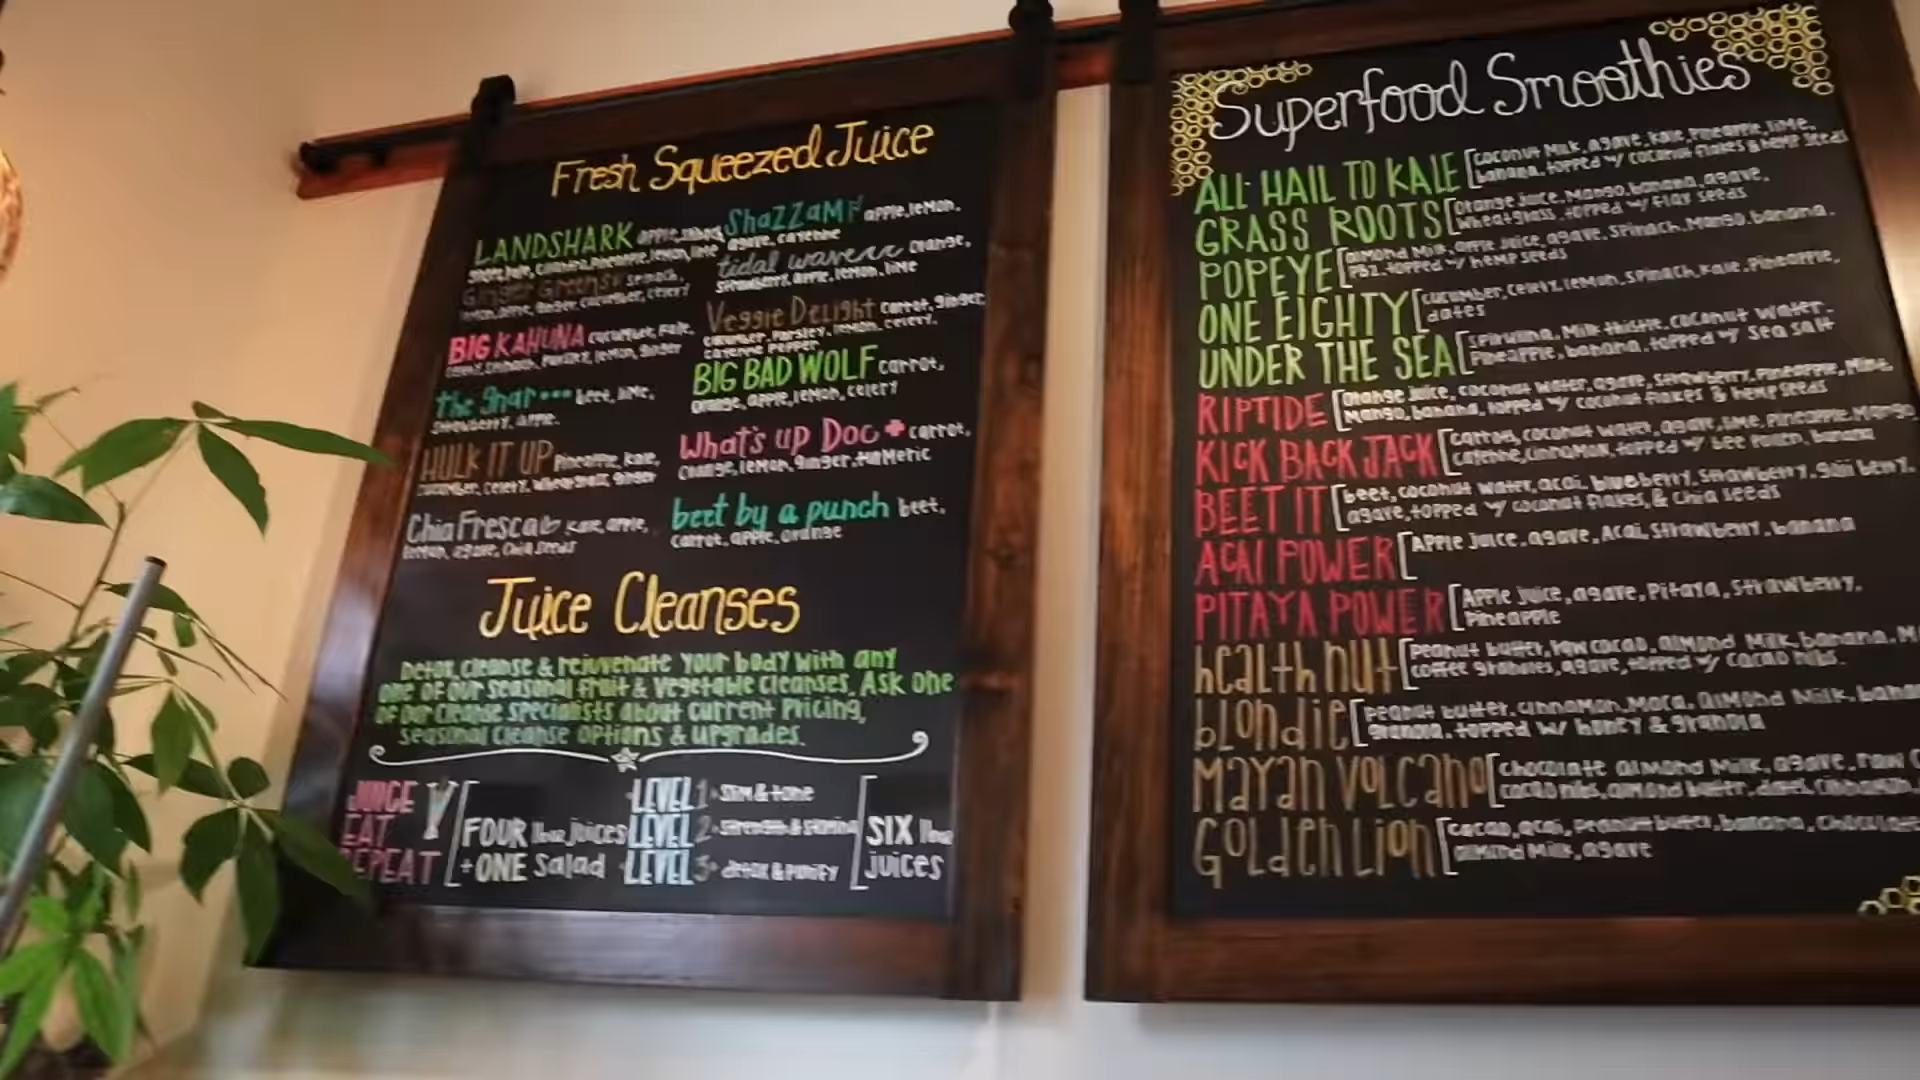 Fresh Squeezed Juice
LANDSHARK apple,
kale, cucumber, pineapple, lemon, lime
Ginger Greens spinach,
lemon, apple, ginger, cucumber, celery
BIG KAHUNA cucumber, kale,
celery, spinach, parsley, lemon, ginger
the gnar... beet, lime,
strawberry, apple.
HULK IT UP Pineapple, kale,
cucumber, celery, wheatgrass, ginger
Chia Fresca kale, apple,
lemon, agave, chia seeds
ShaZZaM apple, lemon,
agave, cayenne
tidal wave orange,
strawberry, apple, lemon, lime
Veggie Delight carrot, ginger,
cucumber, parsley, lemon, celery,
cayenne pepper
BIG BAD WOLF carrot,
orange, apple, lemon, celery
What's up Doc carrot,
orange, lemon, ginger, turmeric
beet by a punch beet,
carrot, apple, orange
Juice Cleanses
Detox, cleanse & rejuvenate your body with any
one of our seasonal fruit & vegetable cleanses. Ask one
of our cleanse specialists about current pricing,
seasonal cleanse options & upgrades.
JUICE
EAT
REPEAT
FOUR 16oz juices
+ONE Salad
LEVEL 1 slim & tone
LEVEL 2 strength & stamina
LEVEL 3 detox & purify
SIX 16oz
juices
Superfood Smoothies
ALL HAIL TO KALE [coconut milk, agave, kale, pineapple, lime,
banana, topped w/ coconut flakes & hemp seeds
GRASS ROOTS [orange juice, mango, banana, agave,
wheatgrass, topped w/ flax seeds
POPEYE [almond milk, apple juice, agave, spinach, mango, banana,
PB2, topped w/ hemp seeds
ONE EIGHTY [cucumber, celery, lemon, spinach, kale, pineapple,
dates
UNDER THE SEA [spirulina, milk thistle, coconut water,
pineapple, banana, topped w/ sea salt
RIPTIDE [orange juice, coconut water, agave, strawberry, pineapple,
mango, banana, topped w/ coconut flakes & hemp seeds
KICK BACK JACK [carrots, coconut water, agave, lime, pineapple, mango
cayenne, cinnamon, topped w/ bee pollen, banana
BEET IT [beet, coconut water, acai, blueberry, strawberry, goji berry,
agave, topped w/ coconut flakes, & chia seeds
ACAI POWER [Apple juice, agave, Acai, strawberry, banana
PITAYA POWER [Apple juice, agave, Pitaya, strawberry,
pineapple
health nut [peanut butter, raw cacao, almond milk, banana,
coffee granules, agave, topped w/ cacao nibs.
blondie [peanut butter, cinnamon, maca, almond milk,
granola, topped w/ honey & granola
Mayan Volcano [chocolate almond milk, agave, raw
cacao nibs, almond butter, dates, cinnamon,
Golden Lion [cacao, acai, peanut butter, banana, chocolate
almond milk, agave